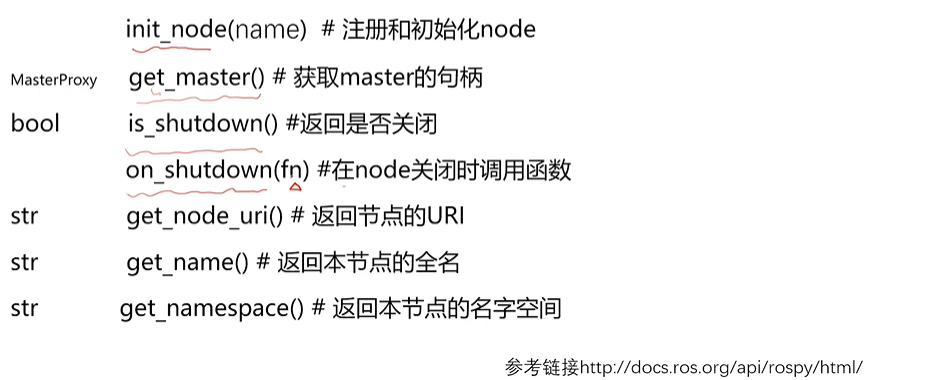 init_node(name) # 注册和初始化node
MasterProxy get_master() # 获取master的句柄
bool is_shutdown() #返回是否关闭
on_shutdown(fn) #在node关闭时调用函数
str get_node_uri() # 返回节点的URI
str get_name() # 返回本节点的全名
str get_namespace() # 返回本节点的名字空间
参考链接http://docs.ros.org/api/rospy/html/